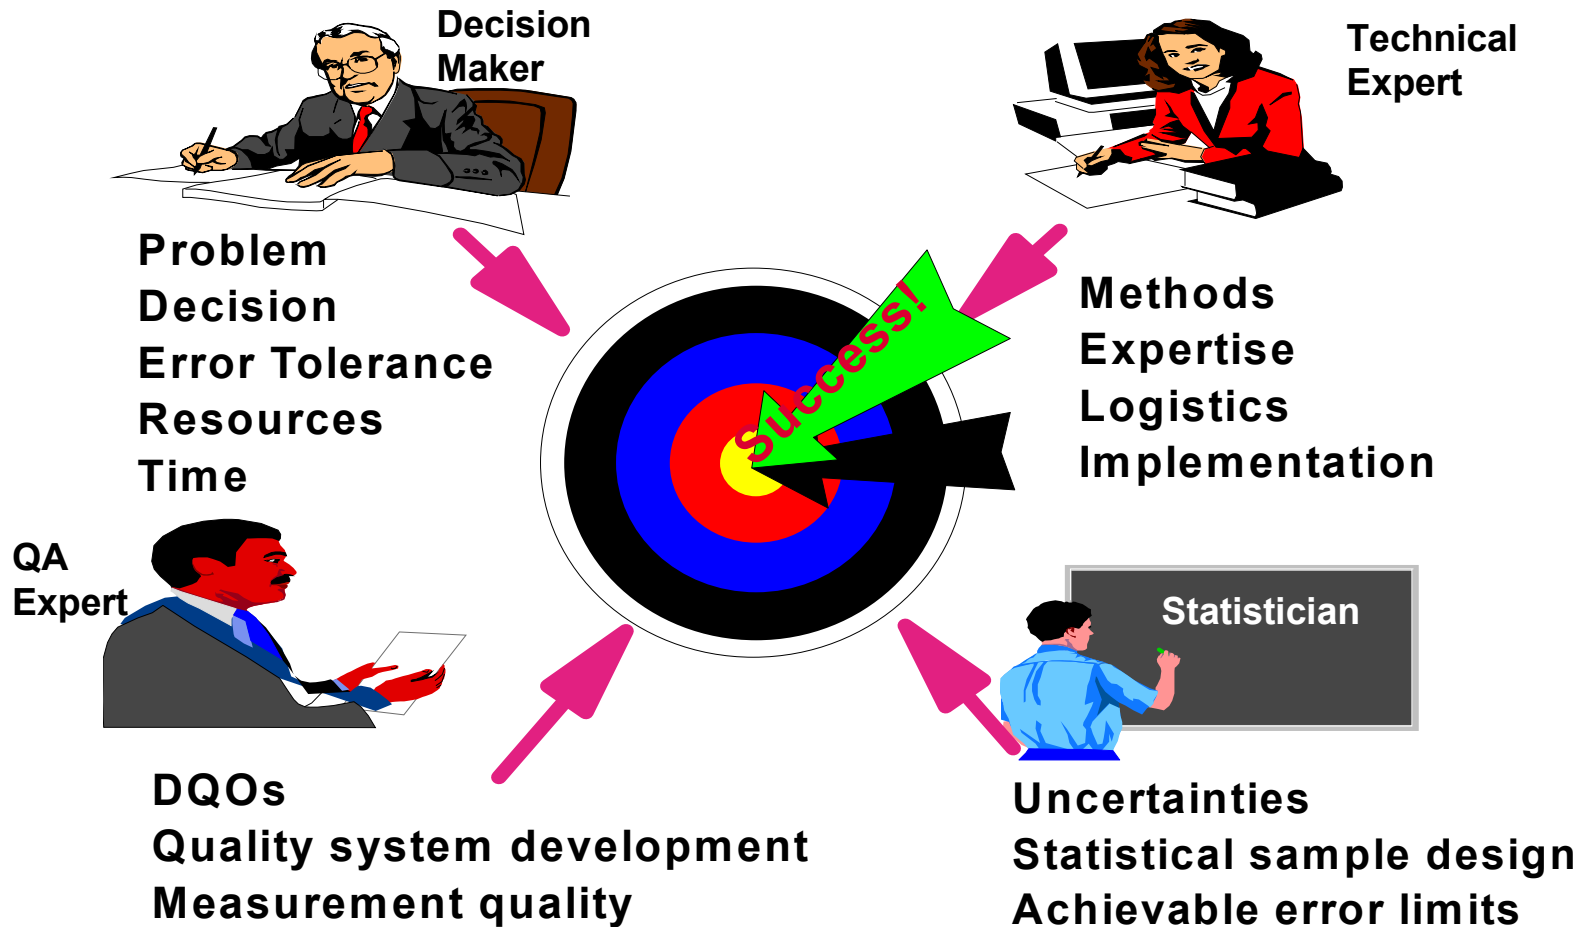 Decision
Maker
Technical
Expert
Problem
Decision
Error Tolerance
Resources
Time
Success!
Methods
Expertise
Logistics
Implementation
QA
Expert
Statistician
DQOs
Quality system development
Measurement quality
Uncertainties
Statistical sample design
Achievable error limits